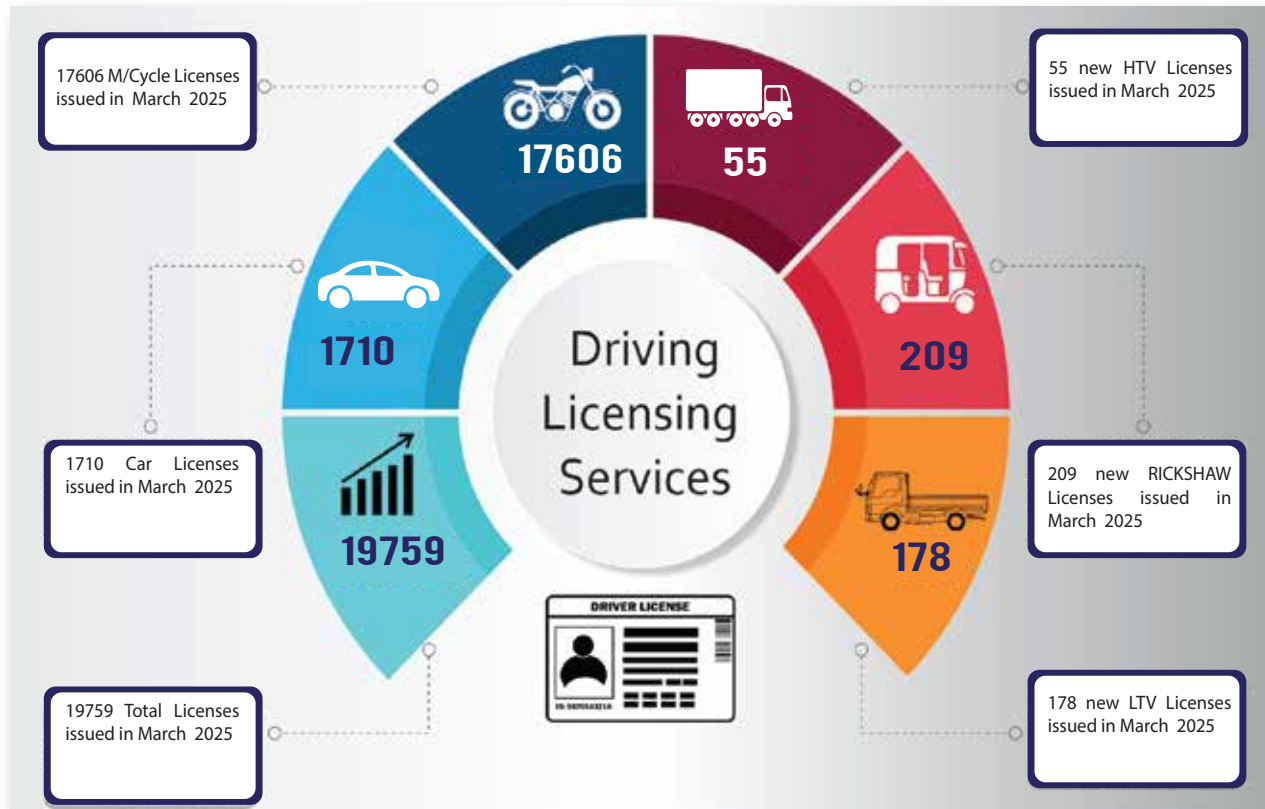 17606 M/Cycle Licenses
issued in March 2025
55 new HTV Licenses
issued in March 2025
17606
55
1710
209
Driving
Licensing
Services
1710 Car Licenses
issued in March 2025
209 new RICKSHAW
Licenses issued in
March 2025
19759
178
DRIVER LICENSE
19759 Total Licenses
issued in March 2025
178 new LTV Licenses
issued in March 2025